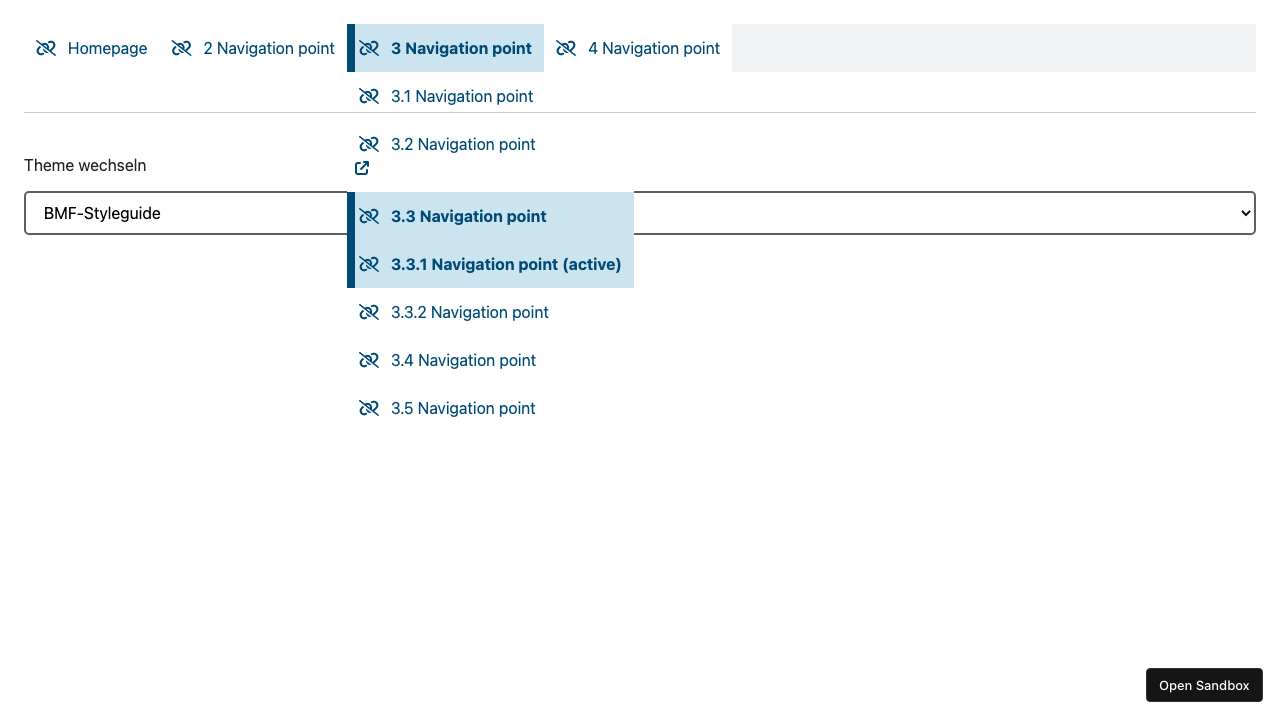 Homepage
2 Navigation point
3 Navigation point
4 Navigation point
3.1 Navigation point
3.2 Navigation point
Theme wechseln
BMF-Styleguide
3.3 Navigation point
3.3.1 Navigation point (active)
3.3.2 Navigation point
3.4 Navigation point
3.5 Navigation point
Open Sandbox